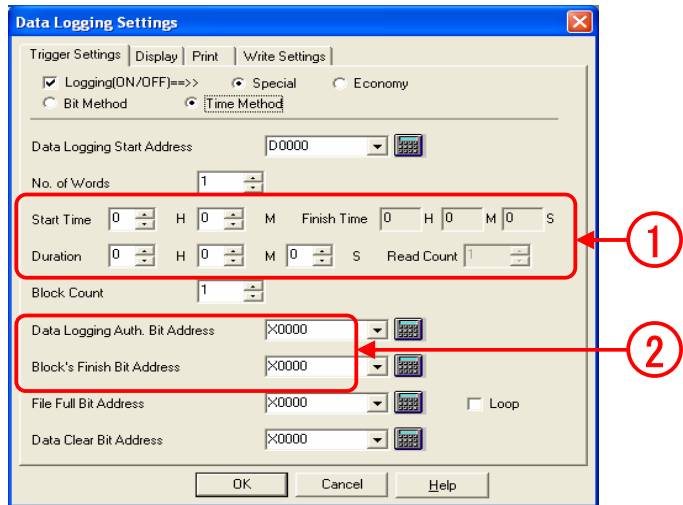 Data Logging Settings
Trigger Settings Display Print Write Settings
Logging(ON/OFF)==>> Special Economy
Bit Method Time Method
Data Logging Start Address D0000
No. of Words 1
Start Time 0 H 0 M Finish Time 0 H 0 M 0 S
1
Duration 0 H 0 M 0 S Read Count 1
Block Count 1
Data Logging Auth. Bit Address X0000
2
Block's Finish Bit Address X0000
File Full Bit Address X0000 Loop
Data Clear Bit Address X0000
OK Cancel Help